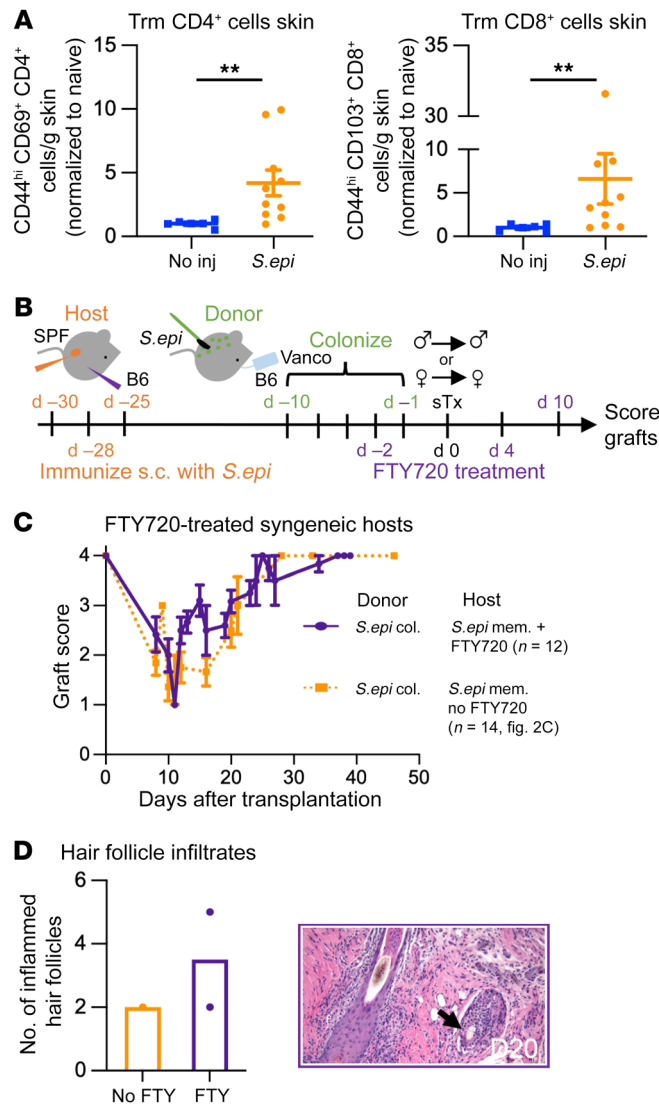 A
Trm CD4⁺ cells skin
CD44ʰⁱ CD69⁺ CD4⁺
cells/g skin
(normalized to naive)
15
10
5
0
**
No inj
S.epi
Trm CD8⁺ cells skin
CD44ʰⁱ CD103⁺ CD8⁺
cells/g skin
(normalized to naive)
35
30
10
5
0
**
No inj
S.epi
B
Host
SPF
B6
Donor
S.epi
B6
Vanco
Colonize
♂ → ♂
or
♀ → ♀
sTx
d –30
d –25
d –10
d –1
d 10
d –28
d –2
d 0
d 4
Score
grafts
Immunize s.c. with S.epi
FTY720 treatment
C
FTY720-treated syngeneic hosts
Graft score
4
3
2
1
0
0
10
20
30
40
50
Days after transplantation
Donor
Host
S.epi col.
S.epi mem. +
FTY720 (n = 12)
S.epi col.
S.epi mem.
no FTY720
(n = 14, fig. 2C)
D
Hair follicle infiltrates
No. of inflammed
hair follicles
6
4
2
0
No FTY
FTY
D20